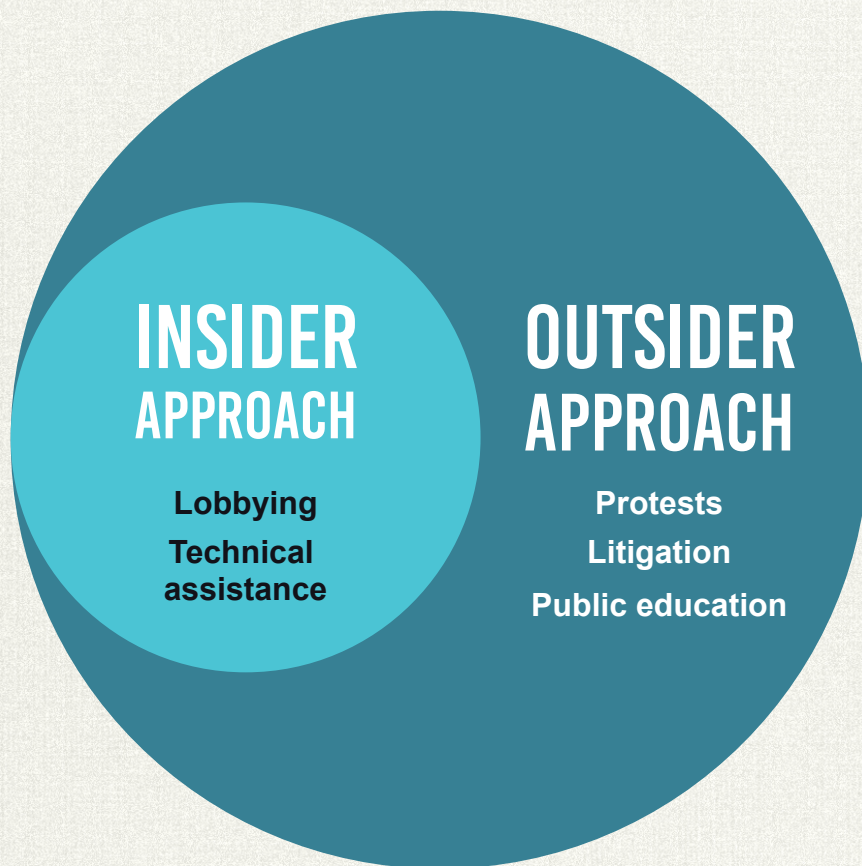 INSIDER
APPROACH
Lobbying
Technical
assistance
OUTSIDER
APPROACH
Protests
Litigation
Public education